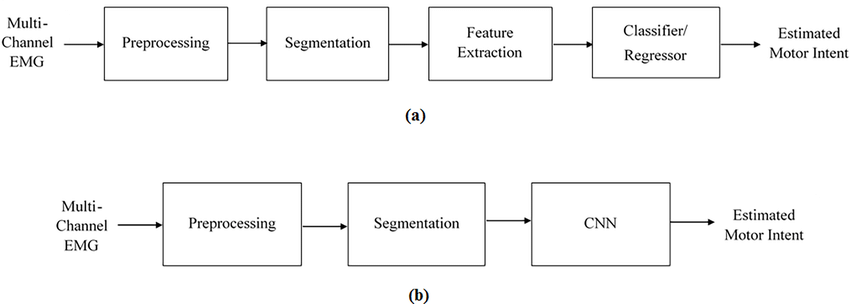 Multi-
Channel
EMG
Preprocessing
Segmentation
Feature
Extraction
Classifier/
Regressor
Estimated
Motor Intent
(a)
Multi-
Channel
EMG
Preprocessing
Segmentation
CNN
Estimated
Motor Intent
(b)